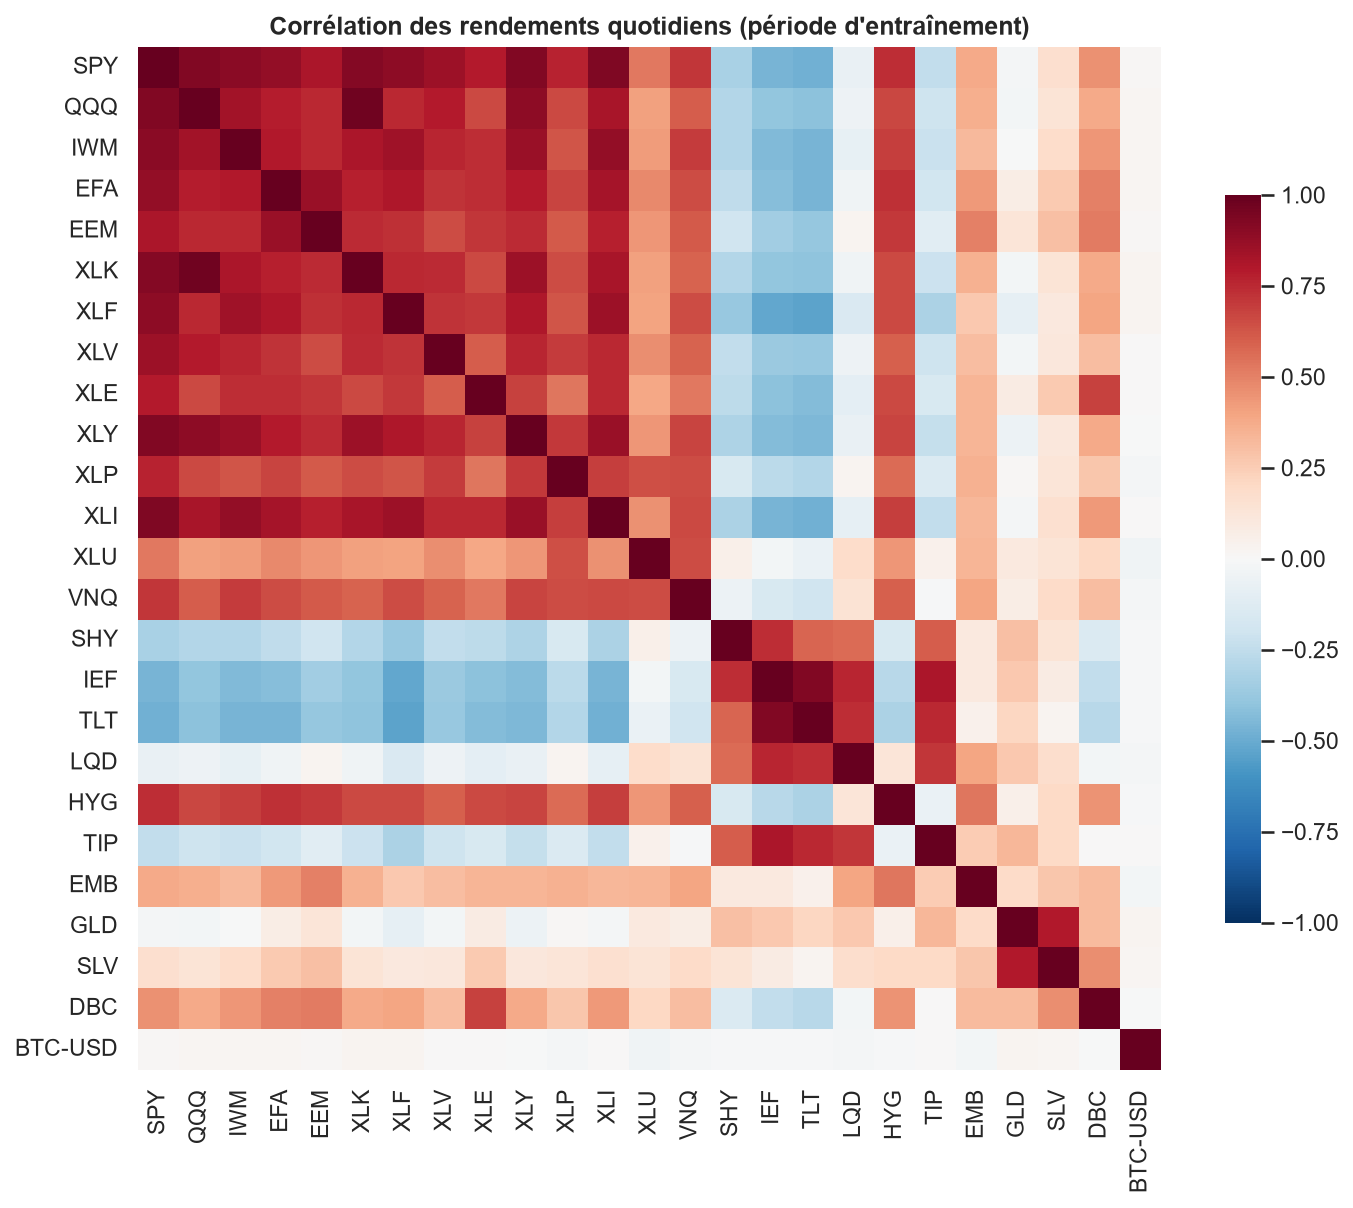 Corrélation des rendements quotidiens (période d'entraînement)
SPY
QQQ
IWM
EFA
EEM
XLK
XLF
XLV
XLE
XLY
XLP
XLI
XLU
VNQ
SHY
IEF
TLT
LQD
HYG
TIP
EMB
GLD
SLV
DBC
BTC-USD
SPY
QQQ
IWM
EFA
EEM
XLK
XLF
XLV
XLE
XLY
XLP
XLI
XLU
VNQ
SHY
IEF
TLT
LQD
HYG
TIP
EMB
GLD
SLV
DBC
BTC-USD
1.00
0.75
0.50
0.25
0.00
−0.25
−0.50
−0.75
−1.00